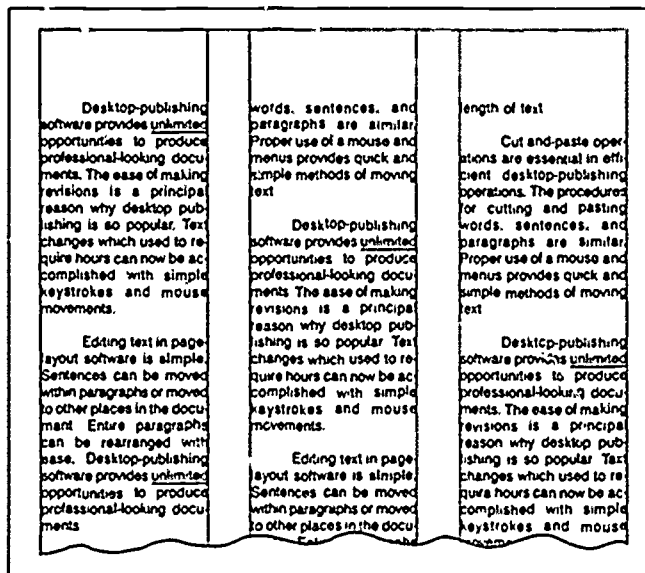 Desktop-publishing
software provides unlimited
opportunities to produce
professional-looking docu-
ments. The ease of making
revisions is a principal
reason why desktop pub-
lishing is so popular. Text
changes which used to re-
quire hours can now be ac-
complished with simple
keystrokes and mouse
movements.
Editing text in page-
layout software is simple.
Sentences can be moved
within paragraphs or moved
to other places in the docu-
ment Entire paragraphs
can be rearranged with
ease. Desktop-publishing
software provides unlimited
opportunities to produce
professional-looking docu-
ments
words, sentences, and
paragraphs are similar.
Proper use of a mouse and
menus provides quick and
simple methods of moving
text
Desktop-publishing
software provides unlimited
opportunities to produce
professional-looking docu-
ments The ease of making
revisions is a principal
reason why desktop pub-
lishing is so popular Text
changes which used to re-
quire hours can now be ac-
complished with simple
keystrokes and mouse
movements.
Editing text in page-
layout software is simple
Sentences can be moved
within paragraphs or moved
to other places in the docu-
length of text
Cut and-paste oper-
ations are essential in effi-
cient desktop-publishing
operations. The procedures
for cutting and pasting
words, sentences, and
paragraphs are similar.
Proper use of a mouse and
menus provides quick and
simple methods of moving
text
Desktop-publishing
software provides unlimited
opportunities to produce
professional-looking docu-
ments. The ease of making
revisions is a principal
reason why desktop pub-
lishing is so popular Text
changes which used to re-
quire hours can now be ac-
complished with simple
keystrokes and mouse